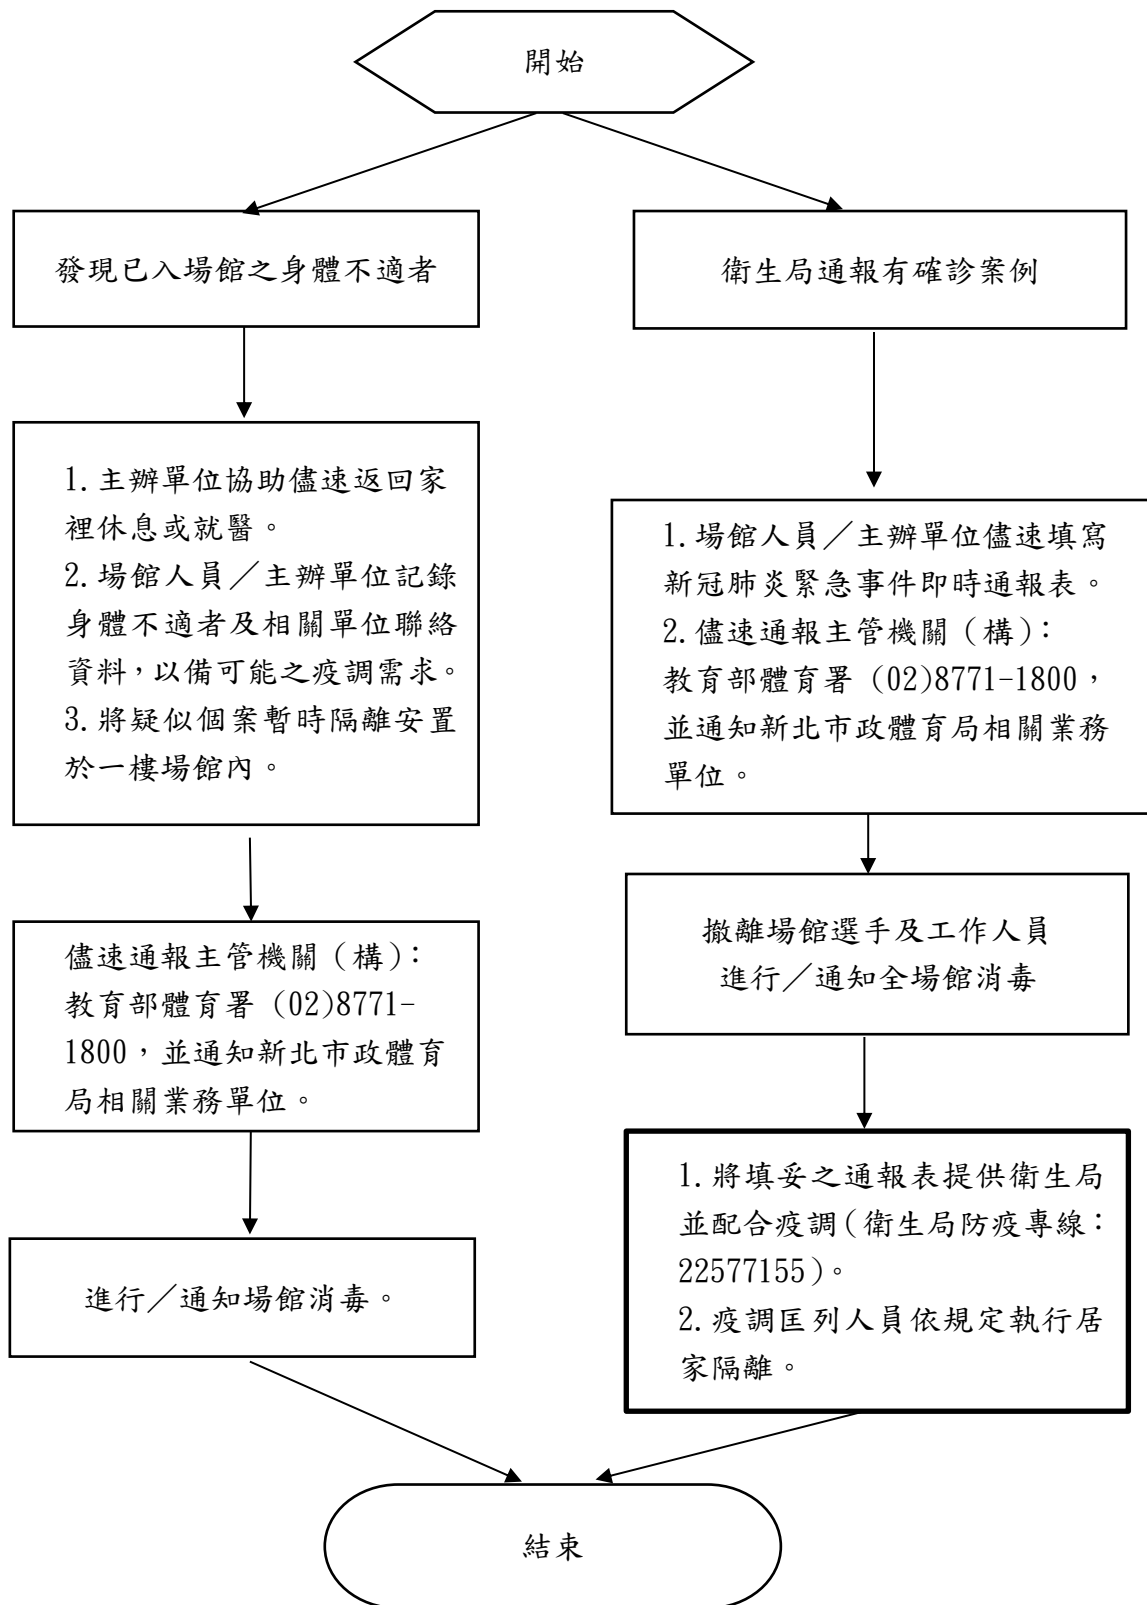 開始
發現已入場館之身體不適者
1.主辦單位協助儘速返回家
裡休息或就醫。
2.場館人員／主辦單位記錄
身體不適者及相關單位聯絡
資料，以備可能之疫調需求。
3.將疑似個案暫時隔離安置
於一樓場館內。
儘速通報主管機關（構）：
教育部體育署 (02)8771-
1800，並通知新北市政體育
局相關業務單位。
進行／通知場館消毒。
衛生局通報有確診案例
1.場館人員／主辦單位儘速填寫
新冠肺炎緊急事件即時通報表。
2.儘速通報主管機關（構）：
教育部體育署 (02)8771-1800，
並通知新北市政體育局相關業務
單位。
撤離場館選手及工作人員
進行／通知全場館消毒
1.將填妥之通報表提供衛生局
並配合疫調（衛生局防疫專線：
22577155）。
2.疫調匡列人員依規定執行居
家隔離。
結束